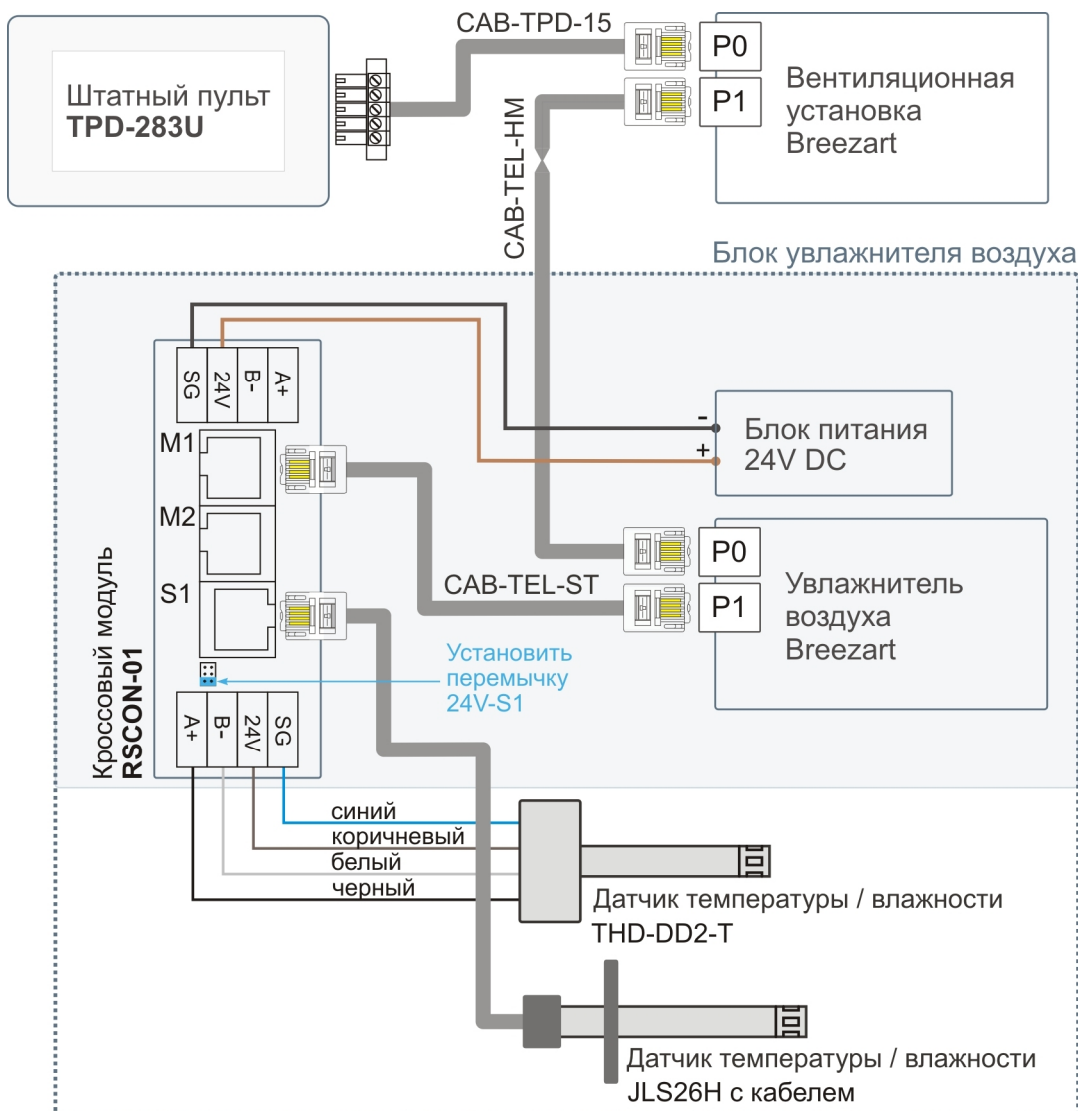 CAB-TPD-15
Штатный пульт
TPD-283U
P0
P1
Вентиляционная
установка
Breezart
CAB-TEL-HM
Блок увлажнителя воздуха
SG
24V
B-
A+
M1
M2
S1
Кроссовый модуль
RSCON-01
-
+
Блок питания
24V DC
P0
P1
Увлажнитель
воздуха
Breezart
CAB-TEL-ST
Установить
перемычку
24V-S1
A+
B-
24V
SG
синий
коричневый
белый
черный
Датчик температуры / влажности
THD-DD2-T
Датчик температуры / влажности
JLS26H с кабелем